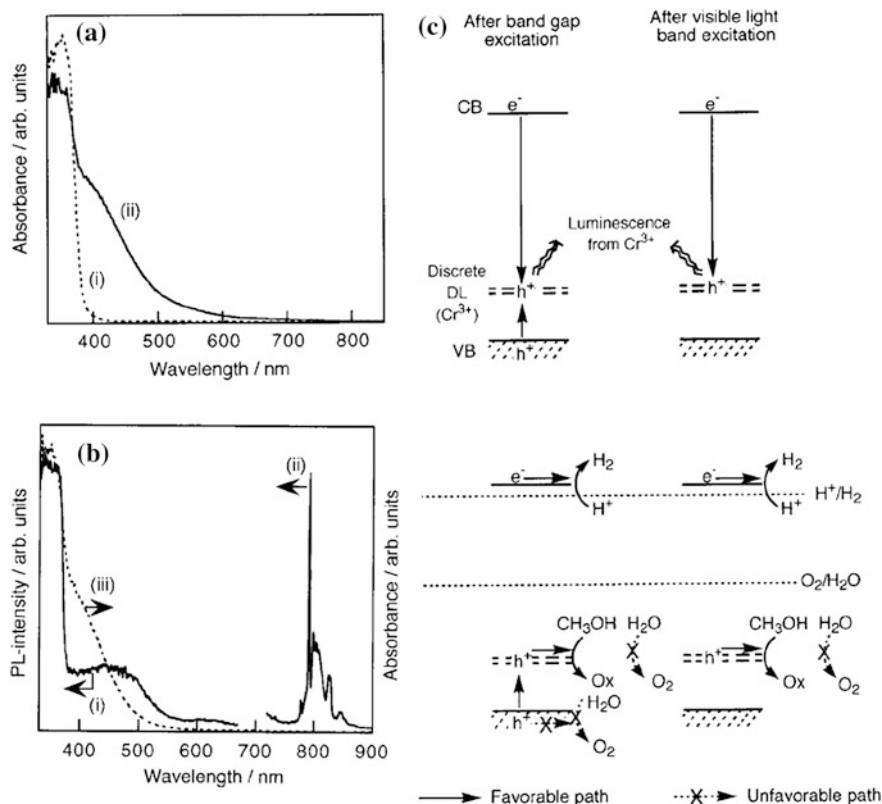 (a)
Absorbance / arb. units
(i)
(ii)
400 500 600 700 800
Wavelength / nm
(b)
PL-intensity / arb. units
(i)
(ii)
(iii)
Absorbance / arb. units
400 500 600 700 800 900
Wavelength / nm
(c)
After band gap
excitation
After visible light
band excitation
CB e⁻ e⁻
Luminescence
from Cr³⁺
Discrete
DL
(Cr³⁺)
h⁺ h⁺
VB h⁺
H₂ H₂
e⁻ e⁻
H⁺ H⁺ H⁺/H₂
O₂/H₂O
CH₃OH H₂O CH₃OH H₂O
h⁺ h⁺
Ox O₂ Ox O₂
H₂O
h⁺
O₂
Favorable path Unfavorable path